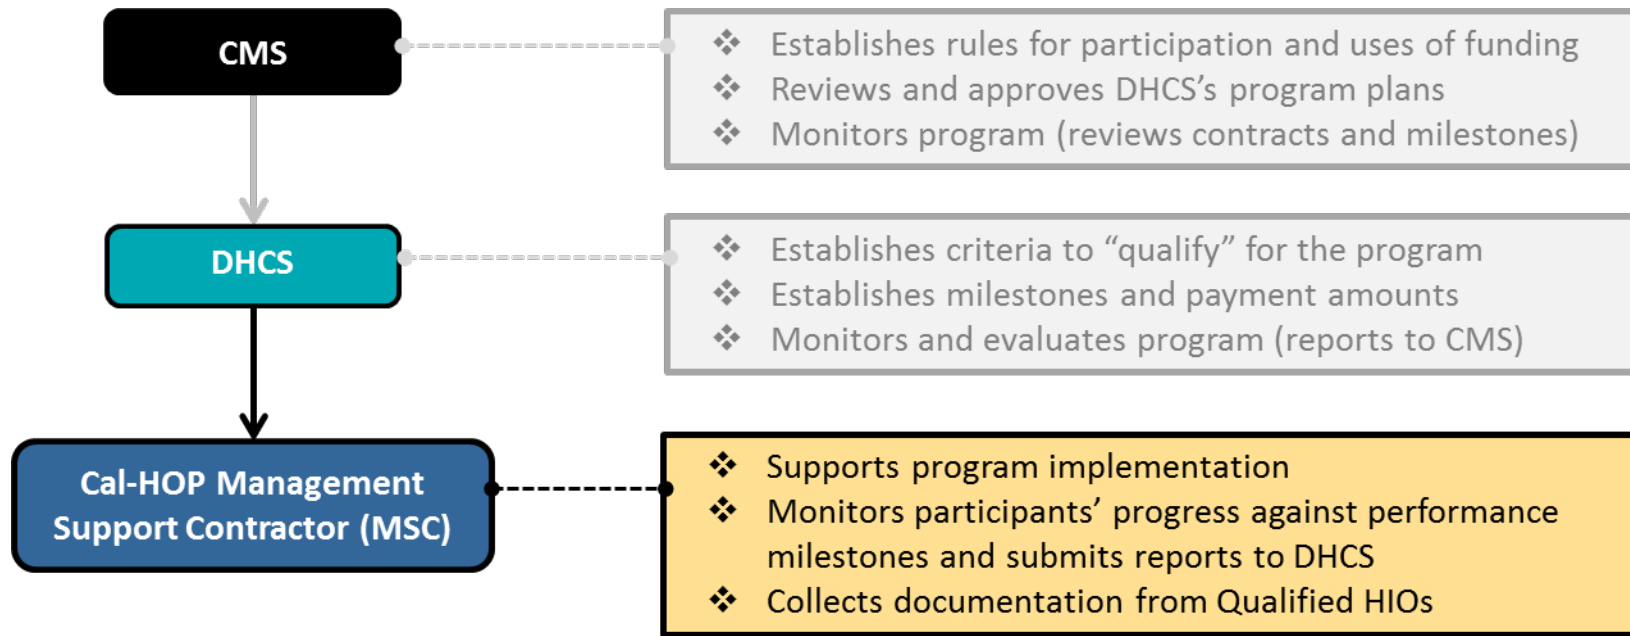 CMS
❖ Establishes rules for participation and uses of funding
❖ Reviews and approves DHCS’s program plans
❖ Monitors program (reviews contracts and milestones)
DHCS
❖ Establishes criteria to “qualify” for the program
❖ Establishes milestones and payment amounts
❖ Monitors and evaluates program (reports to CMS)
Cal-HOP Management
Support Contractor (MSC)
❖ Supports program implementation
❖ Monitors participants’ progress against performance
milestones and submits reports to DHCS
❖ Collects documentation from Qualified HIOs